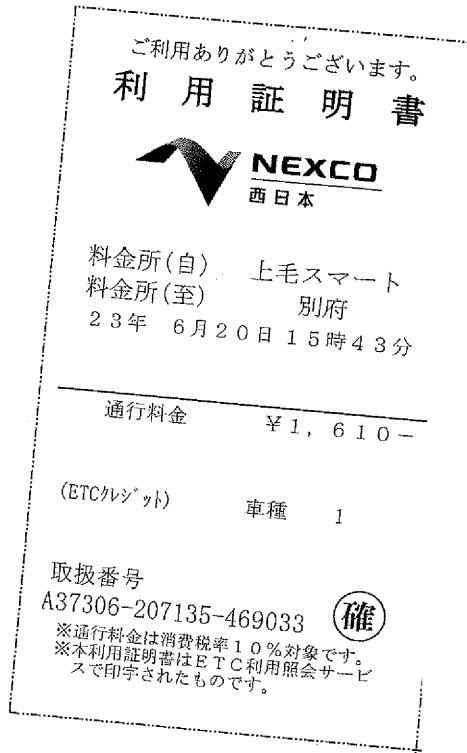 ご利用ありがとうございます。
利用証明書
NEXCO
西日本
料金所(自) 上毛スマート
料金所(至) 別府
23年 6月20日15時43分
通行料金 ¥1,610-
(ETCクレジット) 車種 1
取扱番号
A37306-207135-469033 確
※通行料金は消費税率10%対象です。
※本利用証明書はETC利用照会サービ
スで印字されたものです。